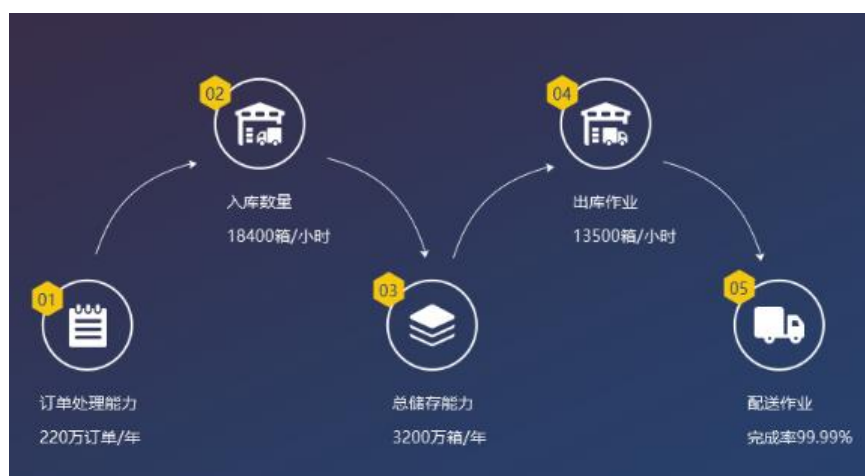 01
订单处理能力
220万订单/年
02
入库数量
18400箱/小时
03
总储存能力
3200万箱/年
04
出库作业
13500箱/小时
05
配送作业
完成率99.99%